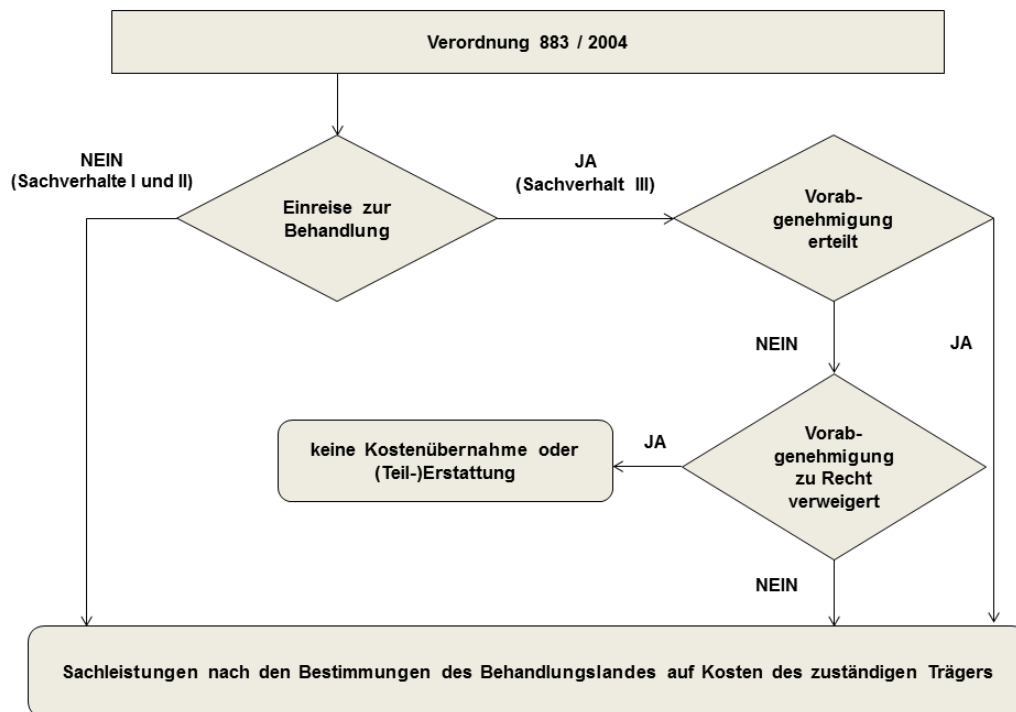 Verordnung 883 / 2004
NEIN
(Sachverhalte I und II)
Einreise zur
Behandlung
JA
(Sachverhalt III)
Vorab-
genehmigung
erteilt
NEIN
JA
Vorab-
genehmigung
zu Recht
verweigert
JA
keine Kostenübernahme oder
(Teil-)Erstattung
NEIN
Sachleistungen nach den Bestimmungen des Behandlungslandes auf Kosten des zuständigen Trägers